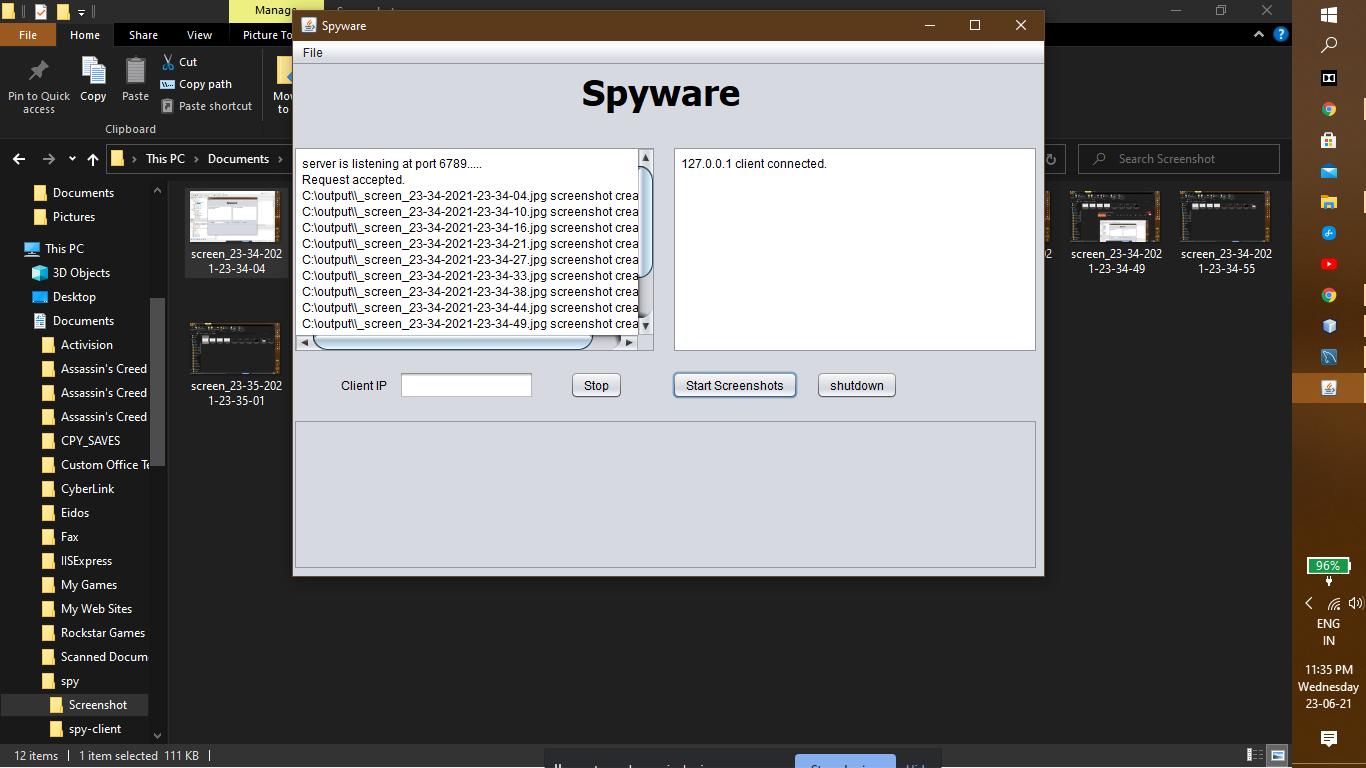 Manage
File
Home
Share
View
Picture To
Pin to Quick
access
Copy
Paste
Cut
Copy path
Paste shortcut
Mov
to
Clipboard
This PC
Documents
Search Screenshot
Documents
Pictures
This PC
3D Objects
Desktop
Documents
Activision
Assassin's Creed
Assassin's Creed
Assassin's Creed
CPY_SAVES
Custom Office Te
CyberLink
Eidos
Fax
IISExpress
My Games
My Web Sites
Rockstar Games
Scanned Docum
spy
Screenshot
spy-client
screen_23-34-202
1-23-34-04
screen_23-35-202
1-23-35-01
02
screen_23-34-202
1-23-34-49
screen_23-34-202
1-23-34-55
12 items
1 item selected 111 KB
Spyware
File
Spyware
server is listening at port 6789.....
Request accepted.
C:\output\\_screen_23-34-2021-23-34-04.jpg screenshot crea
C:\output\\_screen_23-34-2021-23-34-10.jpg screenshot crea
C:\output\\_screen_23-34-2021-23-34-16.jpg screenshot crea
C:\output\\_screen_23-34-2021-23-34-21.jpg screenshot crea
C:\output\\_screen_23-34-2021-23-34-27.jpg screenshot crea
C:\output\\_screen_23-34-2021-23-34-33.jpg screenshot crea
C:\output\\_screen_23-34-2021-23-34-38.jpg screenshot crea
C:\output\\_screen_23-34-2021-23-34-44.jpg screenshot crea
C:\output\\_screen_23-34-2021-23-34-49.jpg screenshot crea
127.0.0.1 client connected.
Client IP
Stop
Start Screenshots
shutdown
96%
ENG
IN
11:35 PM
Wednesday
23-06-21